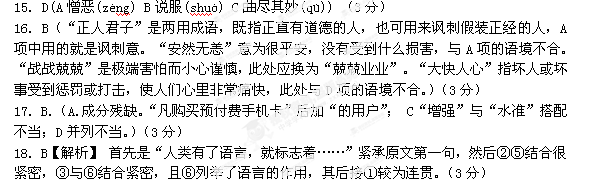 15. D(A憎恶(zēng) B说服(shuō) C曲尽其妙(qū)) (3分)
16. B(“正人君子”是两用成语，既指正直有道德的人，也可用来讽刺假装正经的人，A
项中用的就是讽刺意。“安然无恙”意为很平安，没有受到什么损害，与A项的语境不合。
“战战兢兢”是极端害怕而小心谨慎，此处应换为“兢兢业业”。“大快人心”指坏人或坏
事受到惩罚或打击，使人们心里非常痛快，此处与D项的语境不合。)(3分)
17. B. (A.成分残缺。“凡购买预付费手机卡”后加“的用户”； C“增强”与“水准”搭配
不当；D并列不当。)(3分)
18. B【解析】 首先是“人类有了语言，就标志着……”紧承原文第一句，然后②⑤结合很
紧密，③与⑥结合紧密，且⑥列举了语言的作用，其后接①较为连贯。(3分)